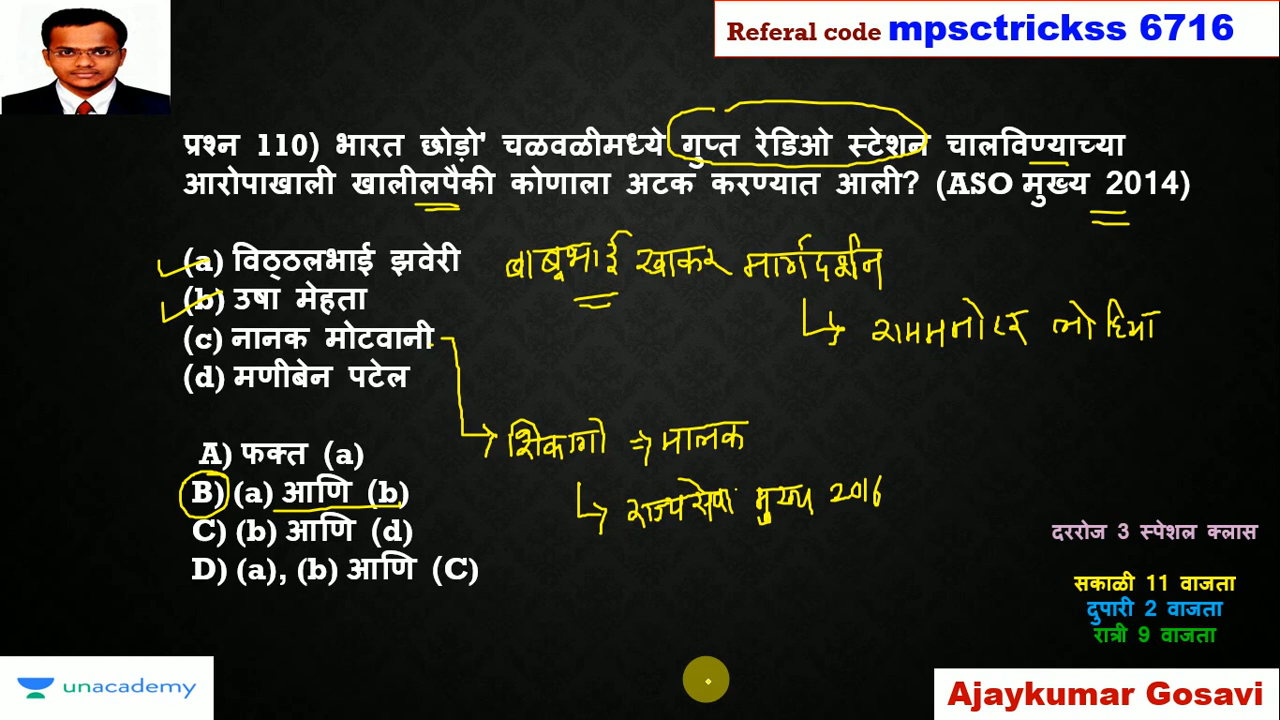 Referal code mpsctrickss 6716
प्रश्न 110) भारत छोड़ो' चळवळीमध्ये गुप्त रेडिओ स्टेशन चालविण्याच्या
आरोपाखाली खालीलपैकी कोणाला अटक करण्यात आली? (ASO मुख्य 2014)
(a) विठ्ठलभाई झवेरी
बाबूभाई खाकर मार्गदर्शन
(b) उषा मेहता
राममनोहर लोहिया
(c) नानक मोटवानी
(d) मणीबेन पटेल
शिकागो ⇒ मालक
A) फक्त (a)
B) (a) आणि (b)
राज्यसेवा मुख्य 2016
C) (b) आणि (d)
D) (a), (b) आणि (C)
दररोज 3 स्पेशल क्लास
सकाळी 11 वाजता
दुपारी 2 वाजता
रात्री 9 वाजता
unacademy
Ajaykumar Gosavi